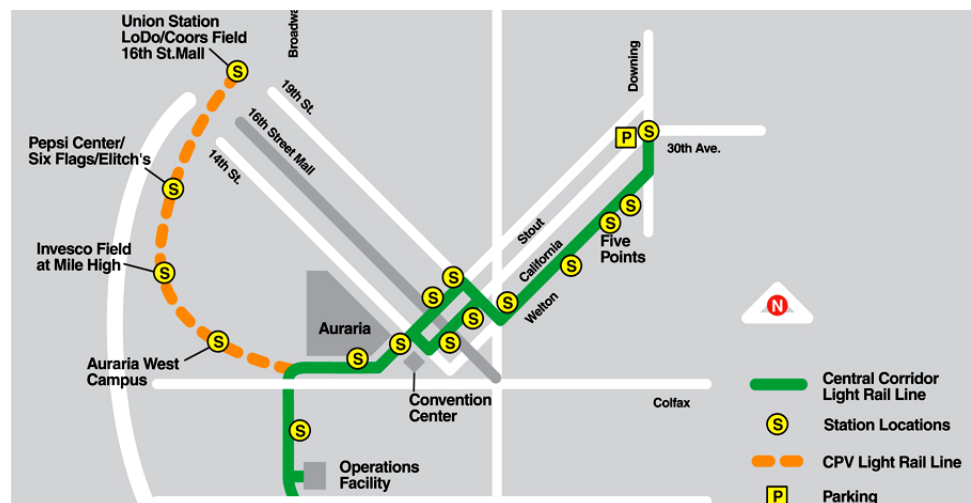 Union Station
LoDo/Coors Field
16th St.Mall
Broadway
Downing
19th St.
16th Street Mall
14th St.
P
S
30th Ave.
Pepsi Center/
Six Flags/Elitch's
S
S
S
S
Stout
California
Five
Points
Welton
S
Invesco Field
at Mile High
S
S
S
S
S
S
N
Auraria
S
S
S
S
Auraria West
Campus
Convention
Center
Colfax
Central Corridor
Light Rail Line
S
Station Locations
S
CPV Light Rail Line
Operations
Facility
P
Parking